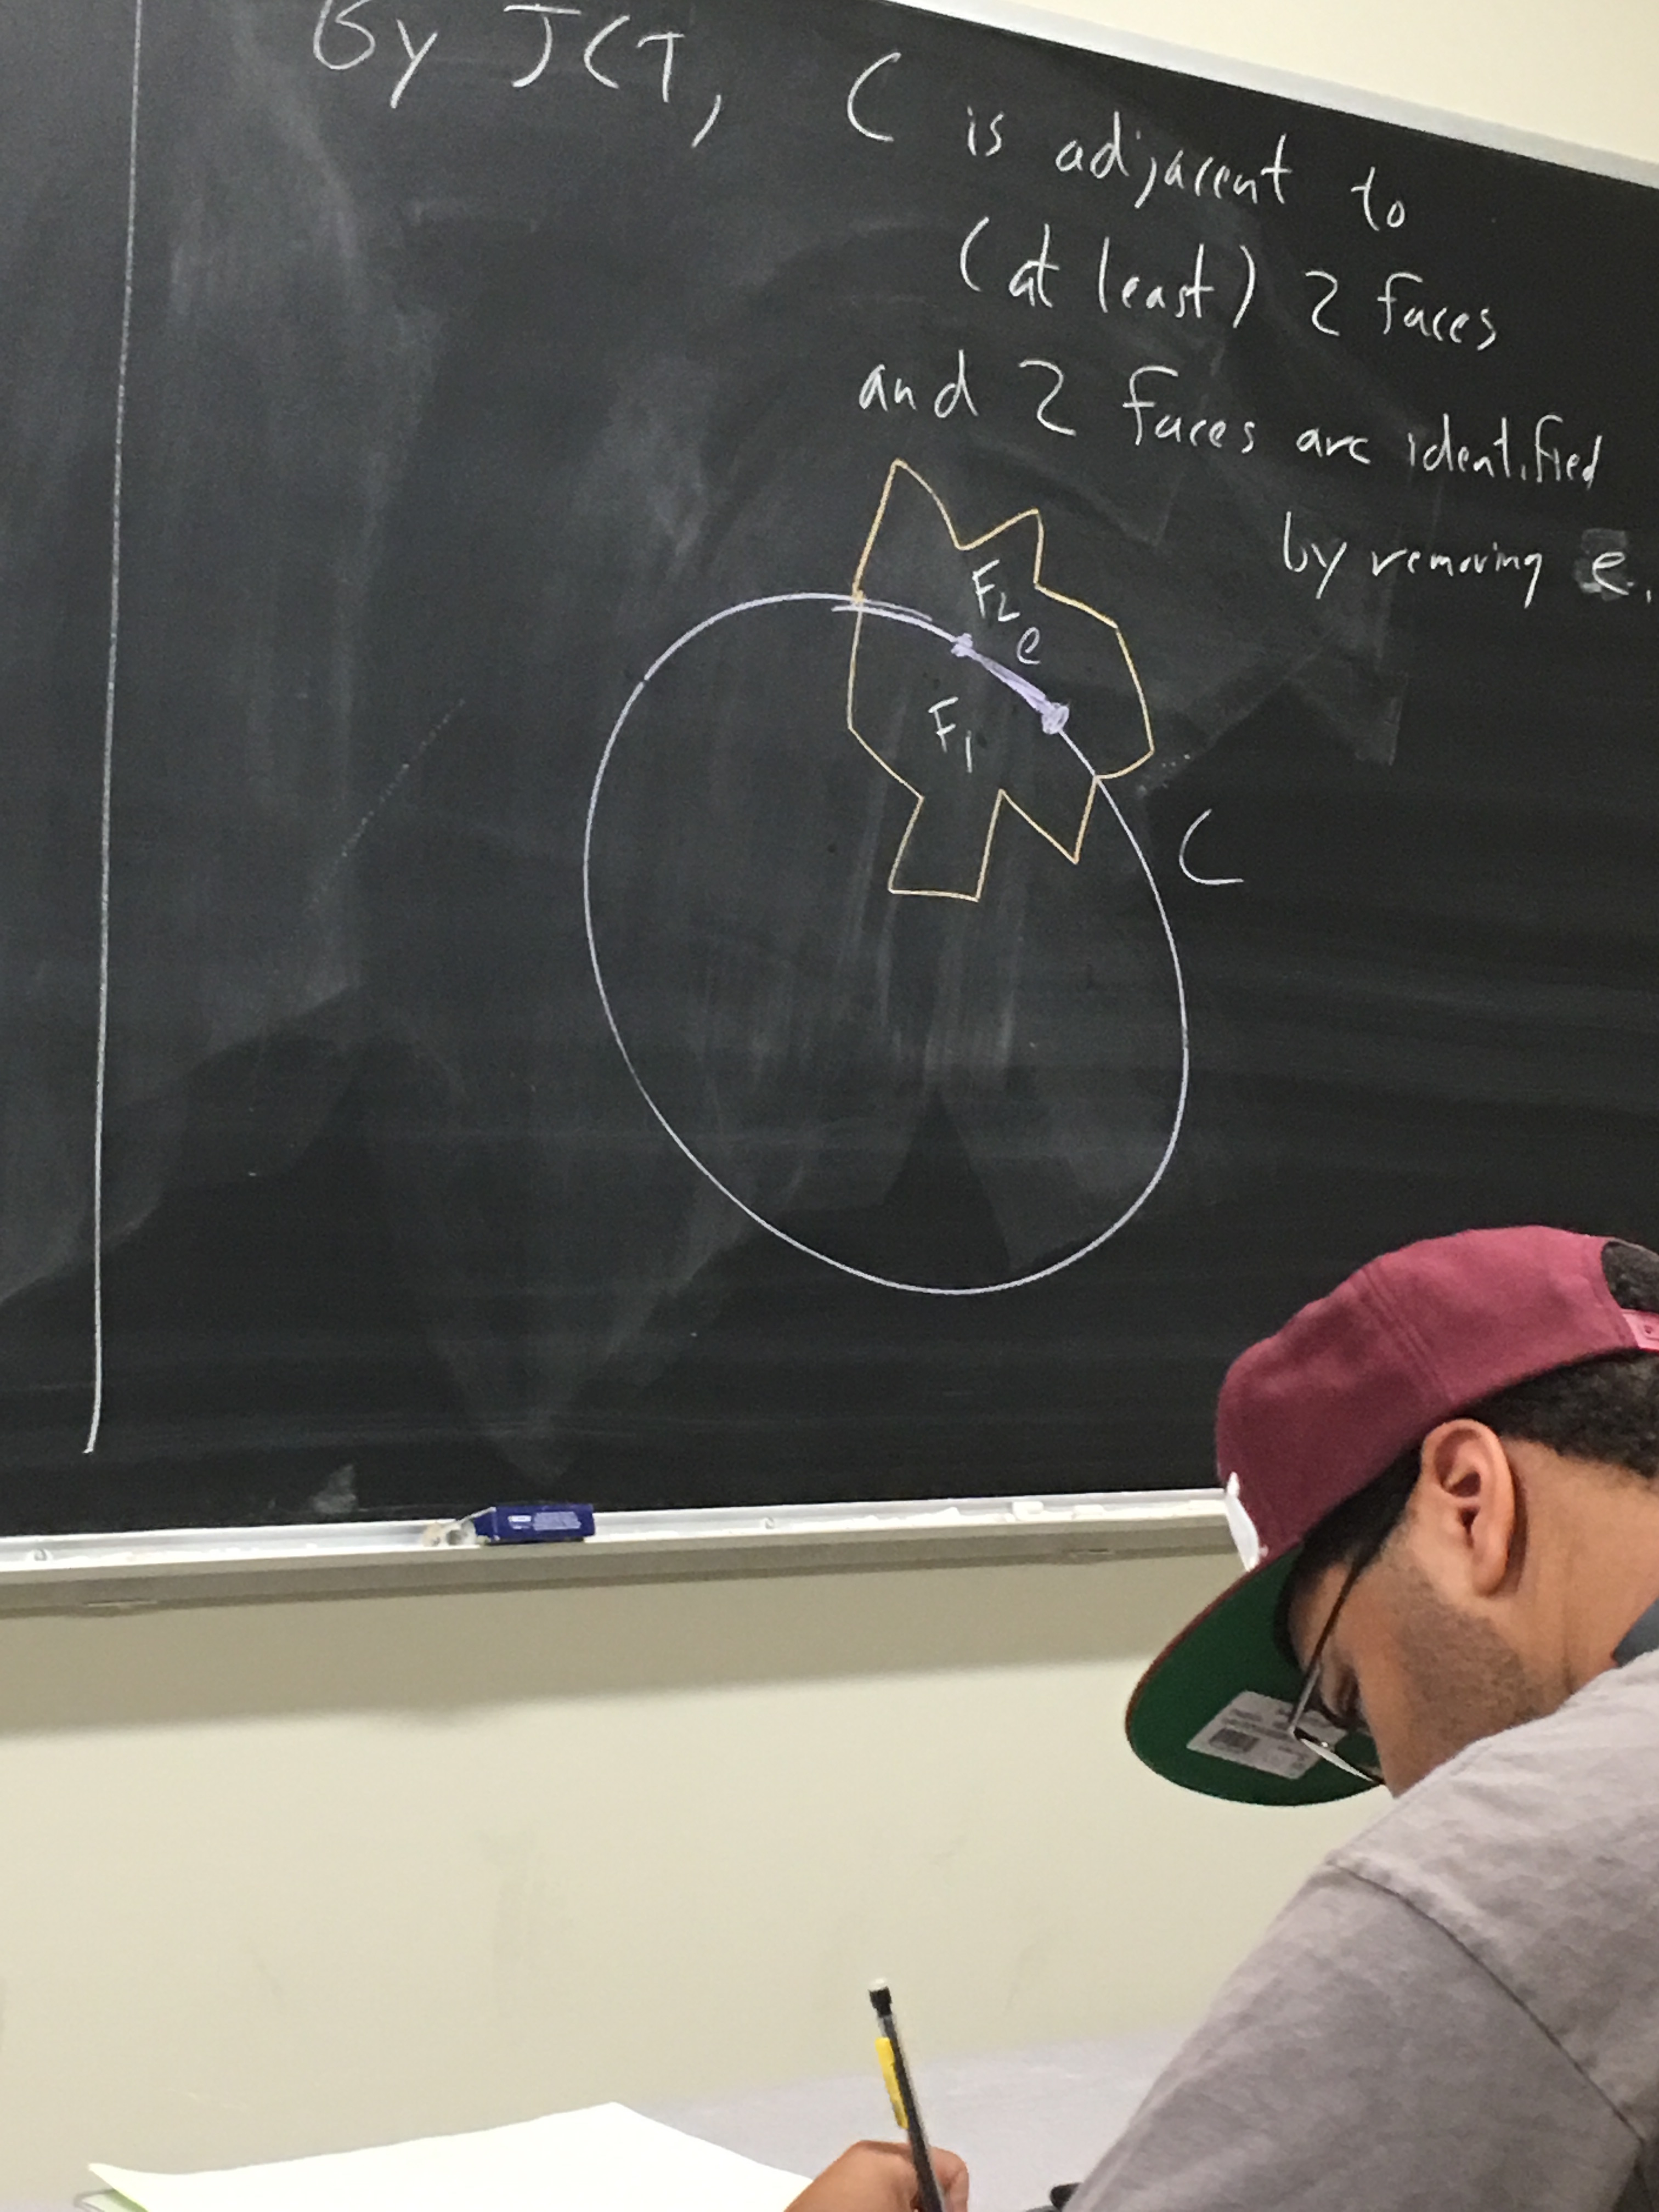 By JCT, C is adjacent to
(at least) 2 faces
and 2 faces are identified
by removing e.
F2
e
F1
C